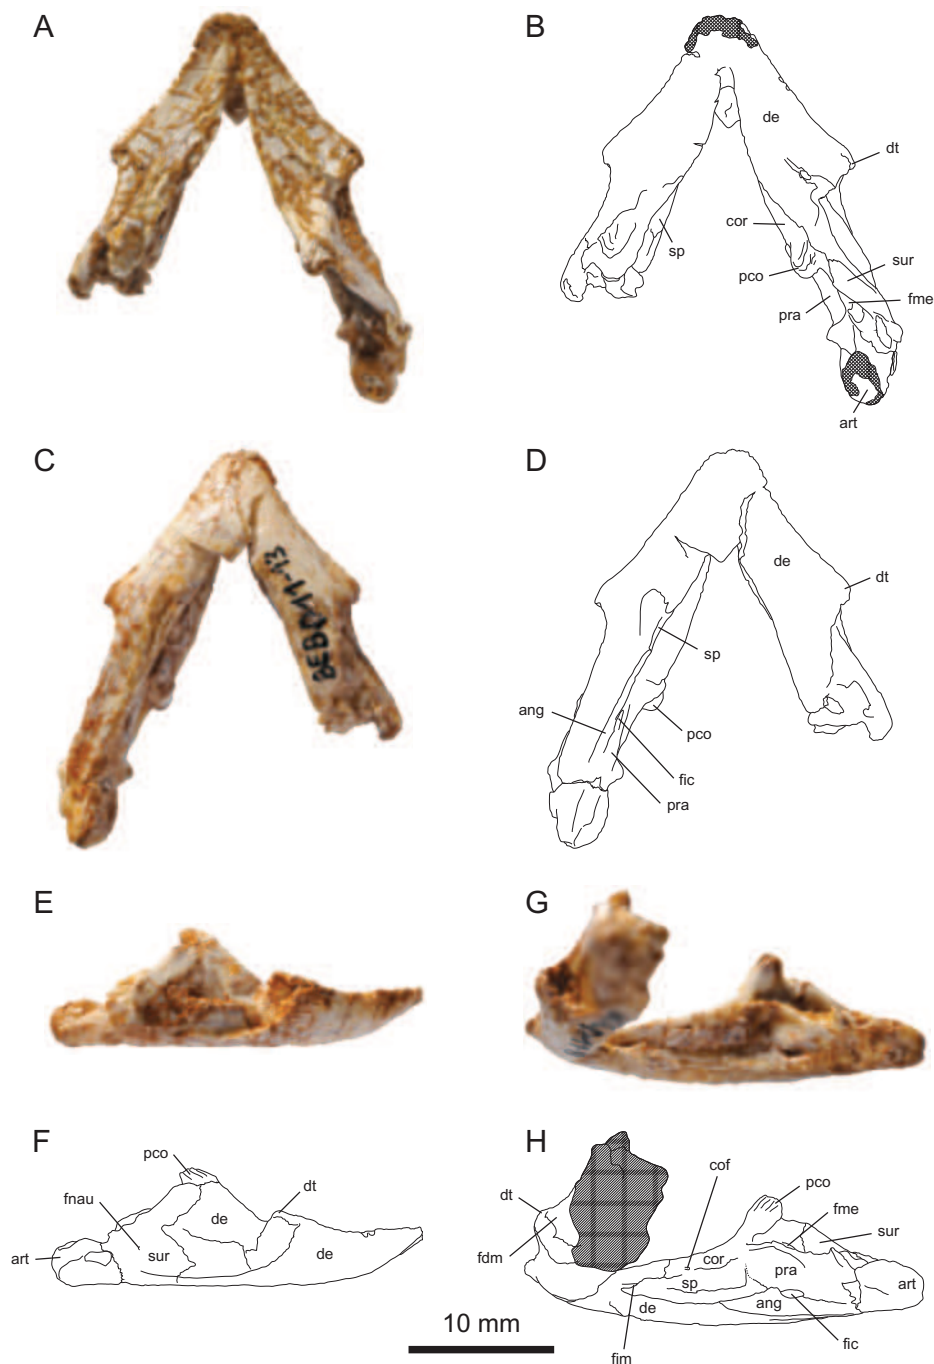 A
B
de
dt
cor
sp
pco
sur
fme
pra
art
C
BEBD11-13
D
de
dt
sp
ang
pco
fic
pra
E
G
F
pco
dt
fnau
de
art
sur
de
H
cof
pco
dt
fme
sur
fdm
cor
pra
art
sp
de
ang
fic
fim
10 mm